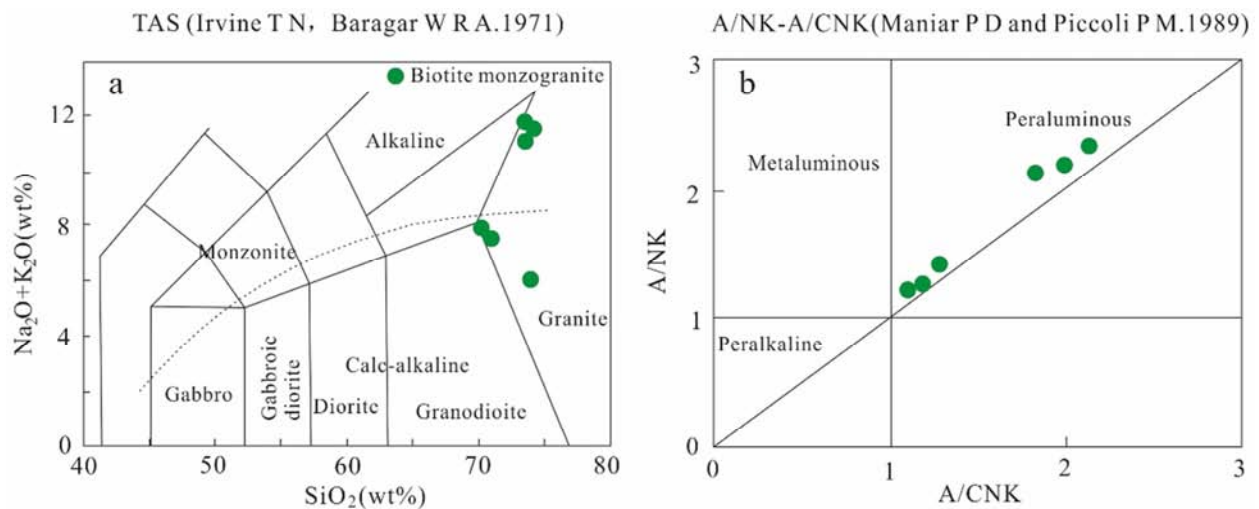 TAS (Irvine T N，Baragar W R A.1971)
A/NK-A/CNK(Maniar P D and Piccoli P M.1989)
a
Biotite monzogranite
Alkaline
Monzonite
Granite
Calc-alkaline
Gabbro
Gabbroic
diorite
Diorite
Granodioite
12
8
4
0
40
50
60
70
80
Na₂O+K₂O(wt%)
SiO₂(wt%)
b
Peraluminous
Metaluminous
Peralkaline
3
2
1
0
0
1
2
3
A/NK
A/CNK